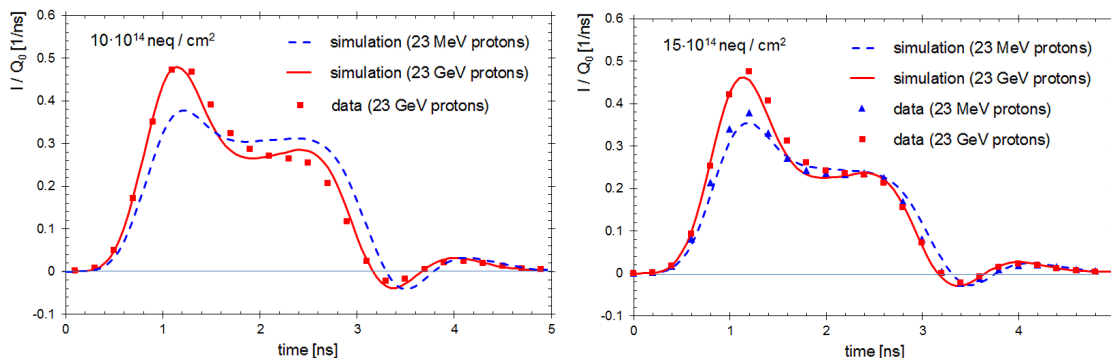 0.6
0.5
0.4
0.3
0.2
0.1
0
-0.1
I / Q₀ [1/ns]
10·10¹⁴ neq / cm²
simulation (23 MeV protons)
simulation (23 GeV protons)
data (23 GeV protons)
0 1 2 3 4 5
time [ns]
0.6
0.5
0.4
0.3
0.2
0.1
0
-0.1
I / Q₀ [1/ns]
15·10¹⁴ neq / cm²
simulation (23 MeV protons)
simulation (23 GeV protons)
data (23 MeV protons)
data (23 GeV protons)
0 1 2 3 4
time [ns]